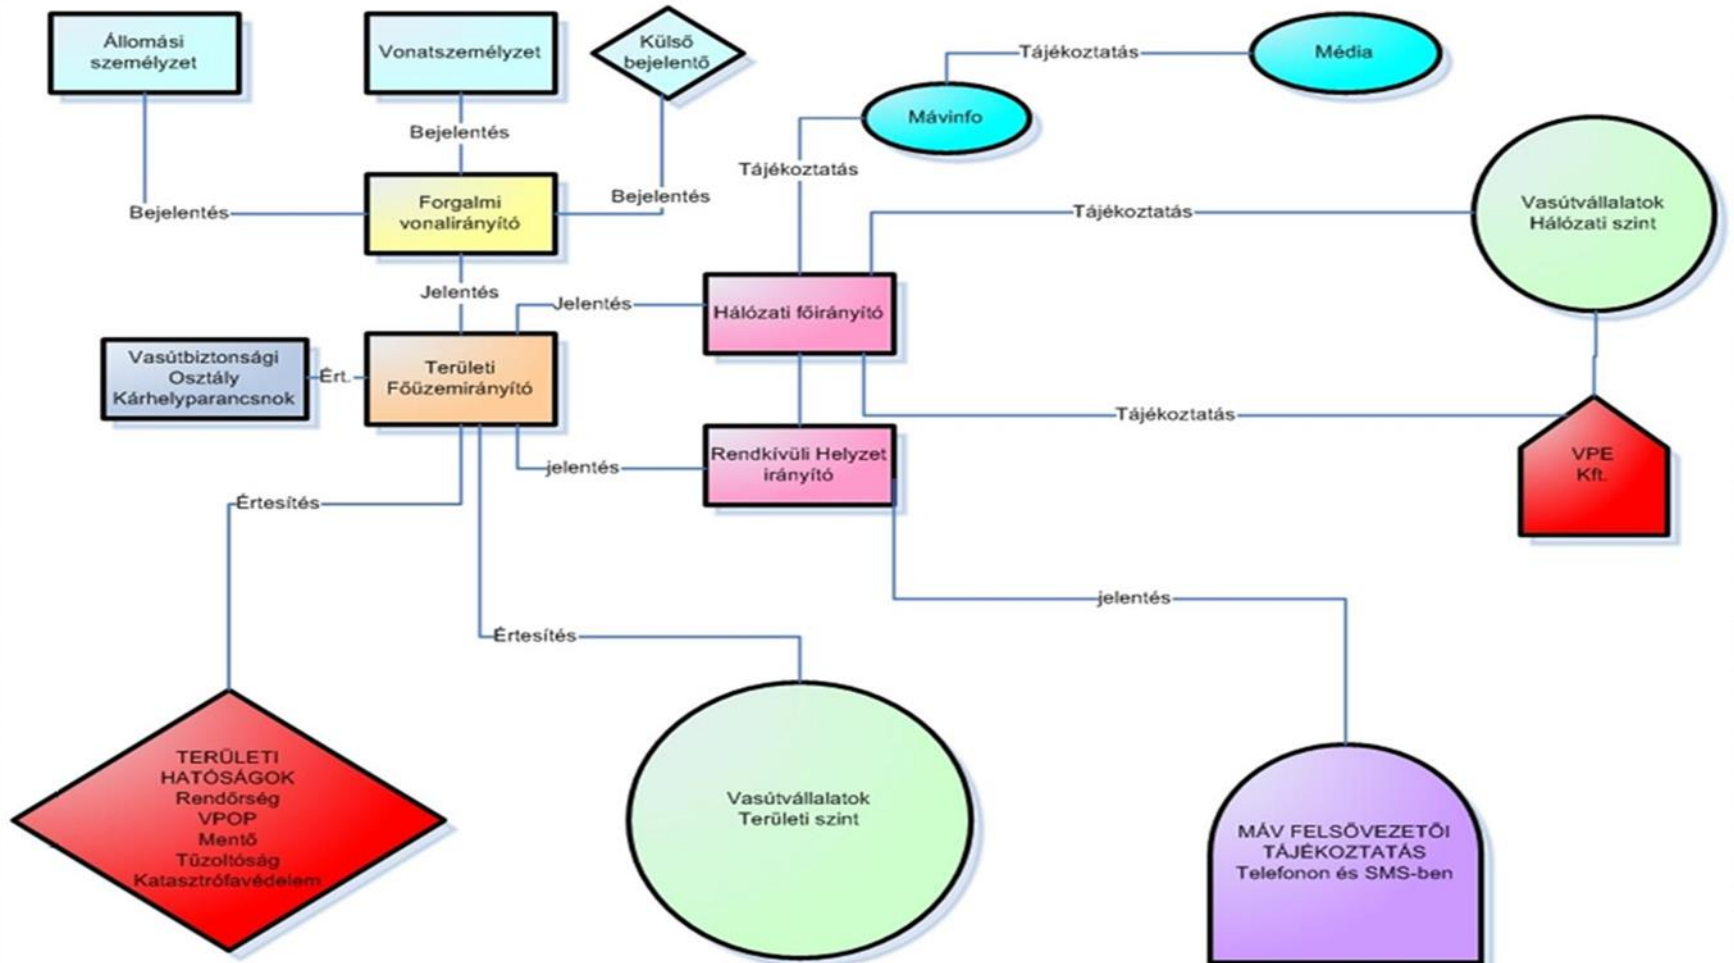 Állomási
személyzet
Vonatszemélyzet
Külső
bejelentő
Tájékoztatás
Média
Mávinfo
Bejelentés
Tájékoztatás
Bejelentés
Bejelentés
Forgalmi
vonalirányító
Tájékoztatás
Vasútvállalatok
Hálózati szint
Jelentés
Jelentés
Hálózati főirányító
Vasútbiztonsági
Osztály
Kárhelyparancsnok
Ért.
Területi
Főüzemirányító
Tájékoztatás
jelentés
Rendkívüli Helyzet
irányító
VPE
Kft.
Értesítés
jelentés
Értesítés
TERÜLETI
HATÓSÁGOK
Rendőrség
VPOP
Mentő
Tűzoltóság
Katasztrófavédelem
Vasútvállalatok
Területi szint
MÁV FELSŐVEZETŐI
TÁJÉKOZTATÁS
Telefonon és SMS-ben